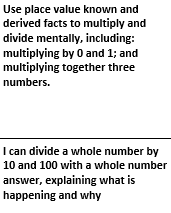 Use place value known and
derived facts to multiply and
divide mentally, including:
multiplying by 0 and 1; and
multiplying together three
numbers.
I can divide a whole number by
10 and 100 with a whole number
answer, explaining what is
happening and why